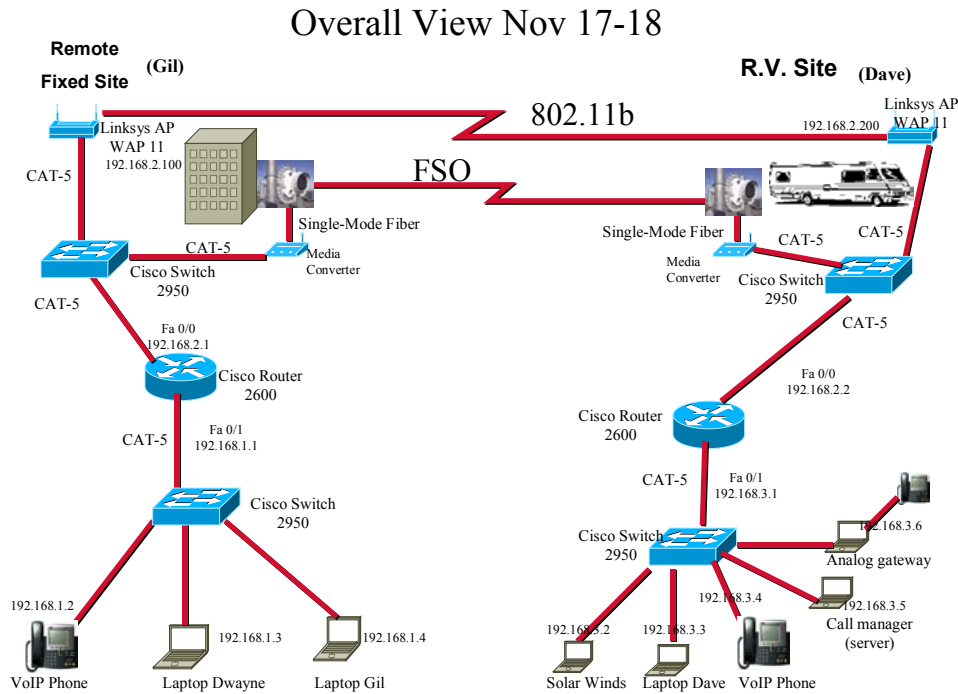 Overall View Nov 17-18
Remote
Fixed Site
(Gil)
R.V. Site
(Dave)
802.11b
Linksys AP
WAP 11
192.168.2.100
192.168.2.200
Linksys AP
WAP 11
CAT-5
FSO
Single-Mode Fiber
CAT-5
Media
Converter
Single-Mode Fiber
CAT-5
CAT-5
Media
Converter
Cisco Switch
2950
Cisco Switch
2950
CAT-5
CAT-5
Fa 0/0
192.168.2.1
Fa 0/0
192.168.2.2
Cisco Router
2600
Cisco Router
2600
CAT-5
Fa 0/1
192.168.1.1
CAT-5
Fa 0/1
192.168.3.1
Cisco Switch
2950
Cisco Switch
2950
192.168.3.6
Analog gateway
192.168.1.2
192.168.1.3
192.168.1.4
192.168.3.2
192.168.3.3
192.168.3.4
192.168.3.5
Call manager
(server)
VoIP Phone
Laptop Dwayne
Laptop Gil
Solar Winds
Laptop Dave
VoIP Phone